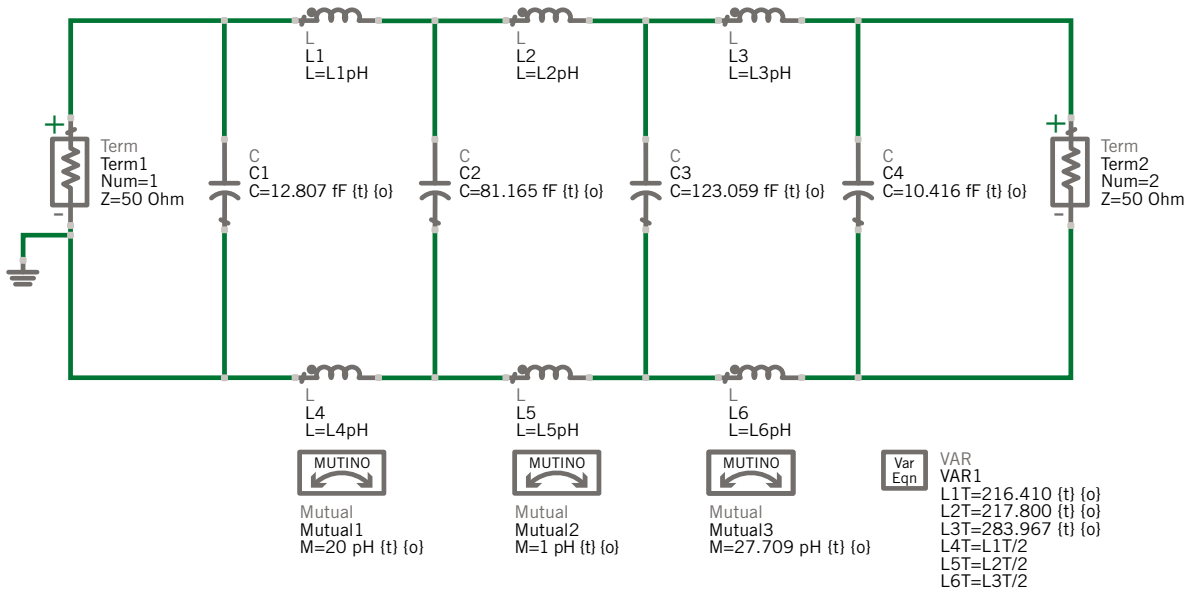 L
L1
L=L1pH
L
L2
L=L2pH
L
L3
L=L3pH
+
Term
Term1
Num=1
Z=50 Ohm
-
C
C1
C=12.807 fF {t} {o}
C
C2
C=81.165 fF {t} {o}
C
C3
C=123.059 fF {t} {o}
C
C4
C=10.416 fF {t} {o}
+
Term
Term2
Num=2
Z=50 Ohm
-
L
L4
L=L4pH
L
L5
L=L5pH
L
L6
L=L6pH
MUTINO
Mutual
Mutual1
M=20 pH {t} {o}
MUTINO
Mutual
Mutual2
M=1 pH {t} {o}
MUTINO
Mutual
Mutual3
M=27.709 pH {t} {o}
Var
Eqn
VAR
VAR1
L1T=216.410 {t} {o}
L2T=217.800 {t} {o}
L3T=283.967 {t} {o}
L4T=L1T/2
L5T=L2T/2
L6T=L3T/2